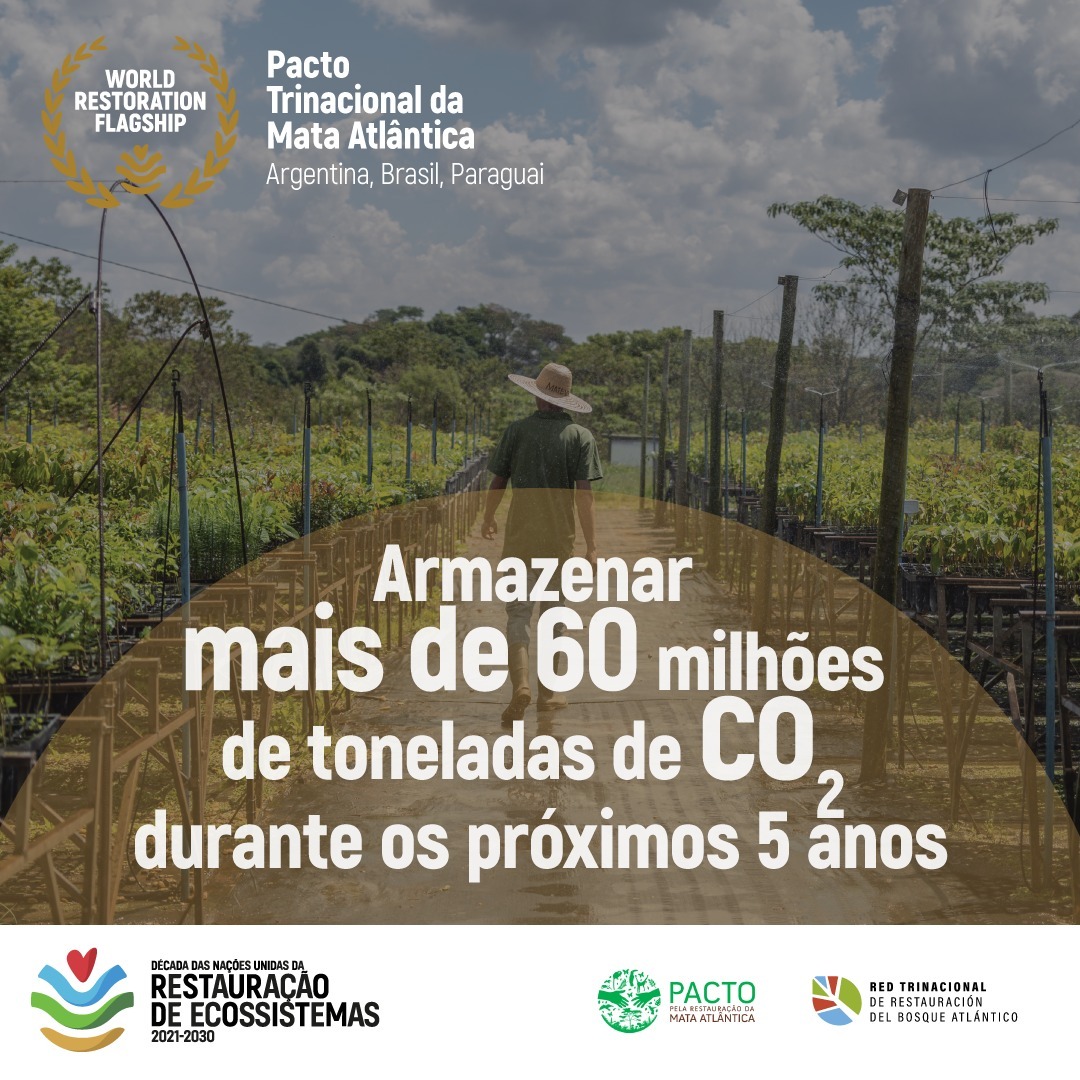 WORLD
RESTORATION
FLAGSHIP
Pacto
Trinacional da
Mata Atlântica
Argentina, Brasil, Paraguai
Armazenar
mais de 60 milhões
de toneladas de CO₂
durante os próximos 5 anos
DÉCADA DAS NAÇÕES UNIDAS DA
RESTAURAÇÃO
DE ECOSSISTEMAS
2021-2030
PACTO
PELA RESTAURAÇÃO DA
MATA ATLÂNTICA
RED TRINACIONAL
DE RESTAURACIÓN
DEL BOSQUE ATLÁNTICO